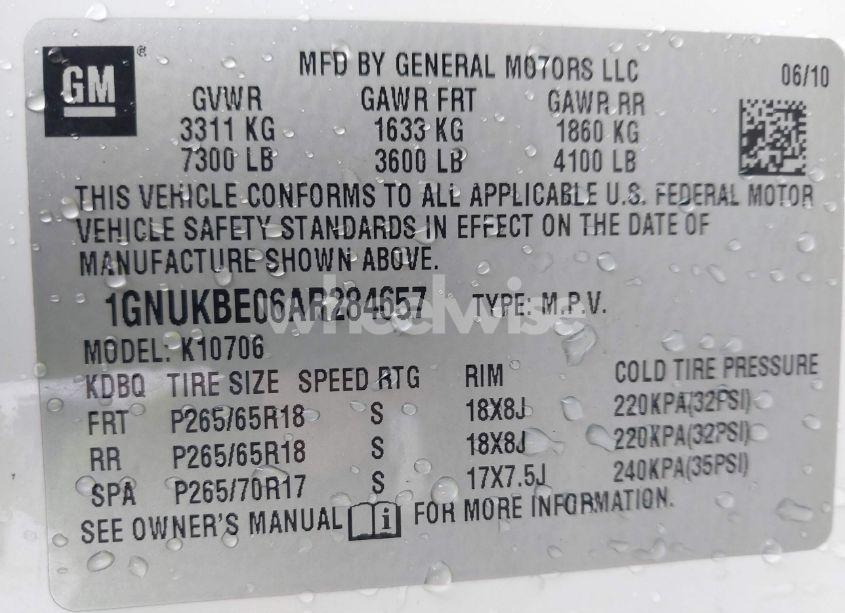 GM ®
MFD BY GENERAL MOTORS LLC 06/10
GVWR GAWR FRT GAWR RR
3311 KG 1633 KG 1860 KG
7300 LB 3600 LB 4100 LB
THIS VEHICLE CONFORMS TO ALL APPLICABLE U.S. FEDERAL MOTOR
VEHICLE SAFETY STANDARDS IN EFFECT ON THE DATE OF
MANUFACTURE SHOWN ABOVE.
1GNUKBE06AR284657 TYPE: M.P.V.
wheelwise
MODEL: K10706
KDBQ TIRE SIZE SPEED RTG RIM COLD TIRE PRESSURE
FRT P265/65R18 S 18X8J 220KPA(32PSI)
RR P265/65R18 S 18X8J 220KPA(32PSI)
SPA P265/70R17 S 17X7.5J 240KPA(35PSI)
SEE OWNER'S MANUAL i FOR MORE INFORMATION.